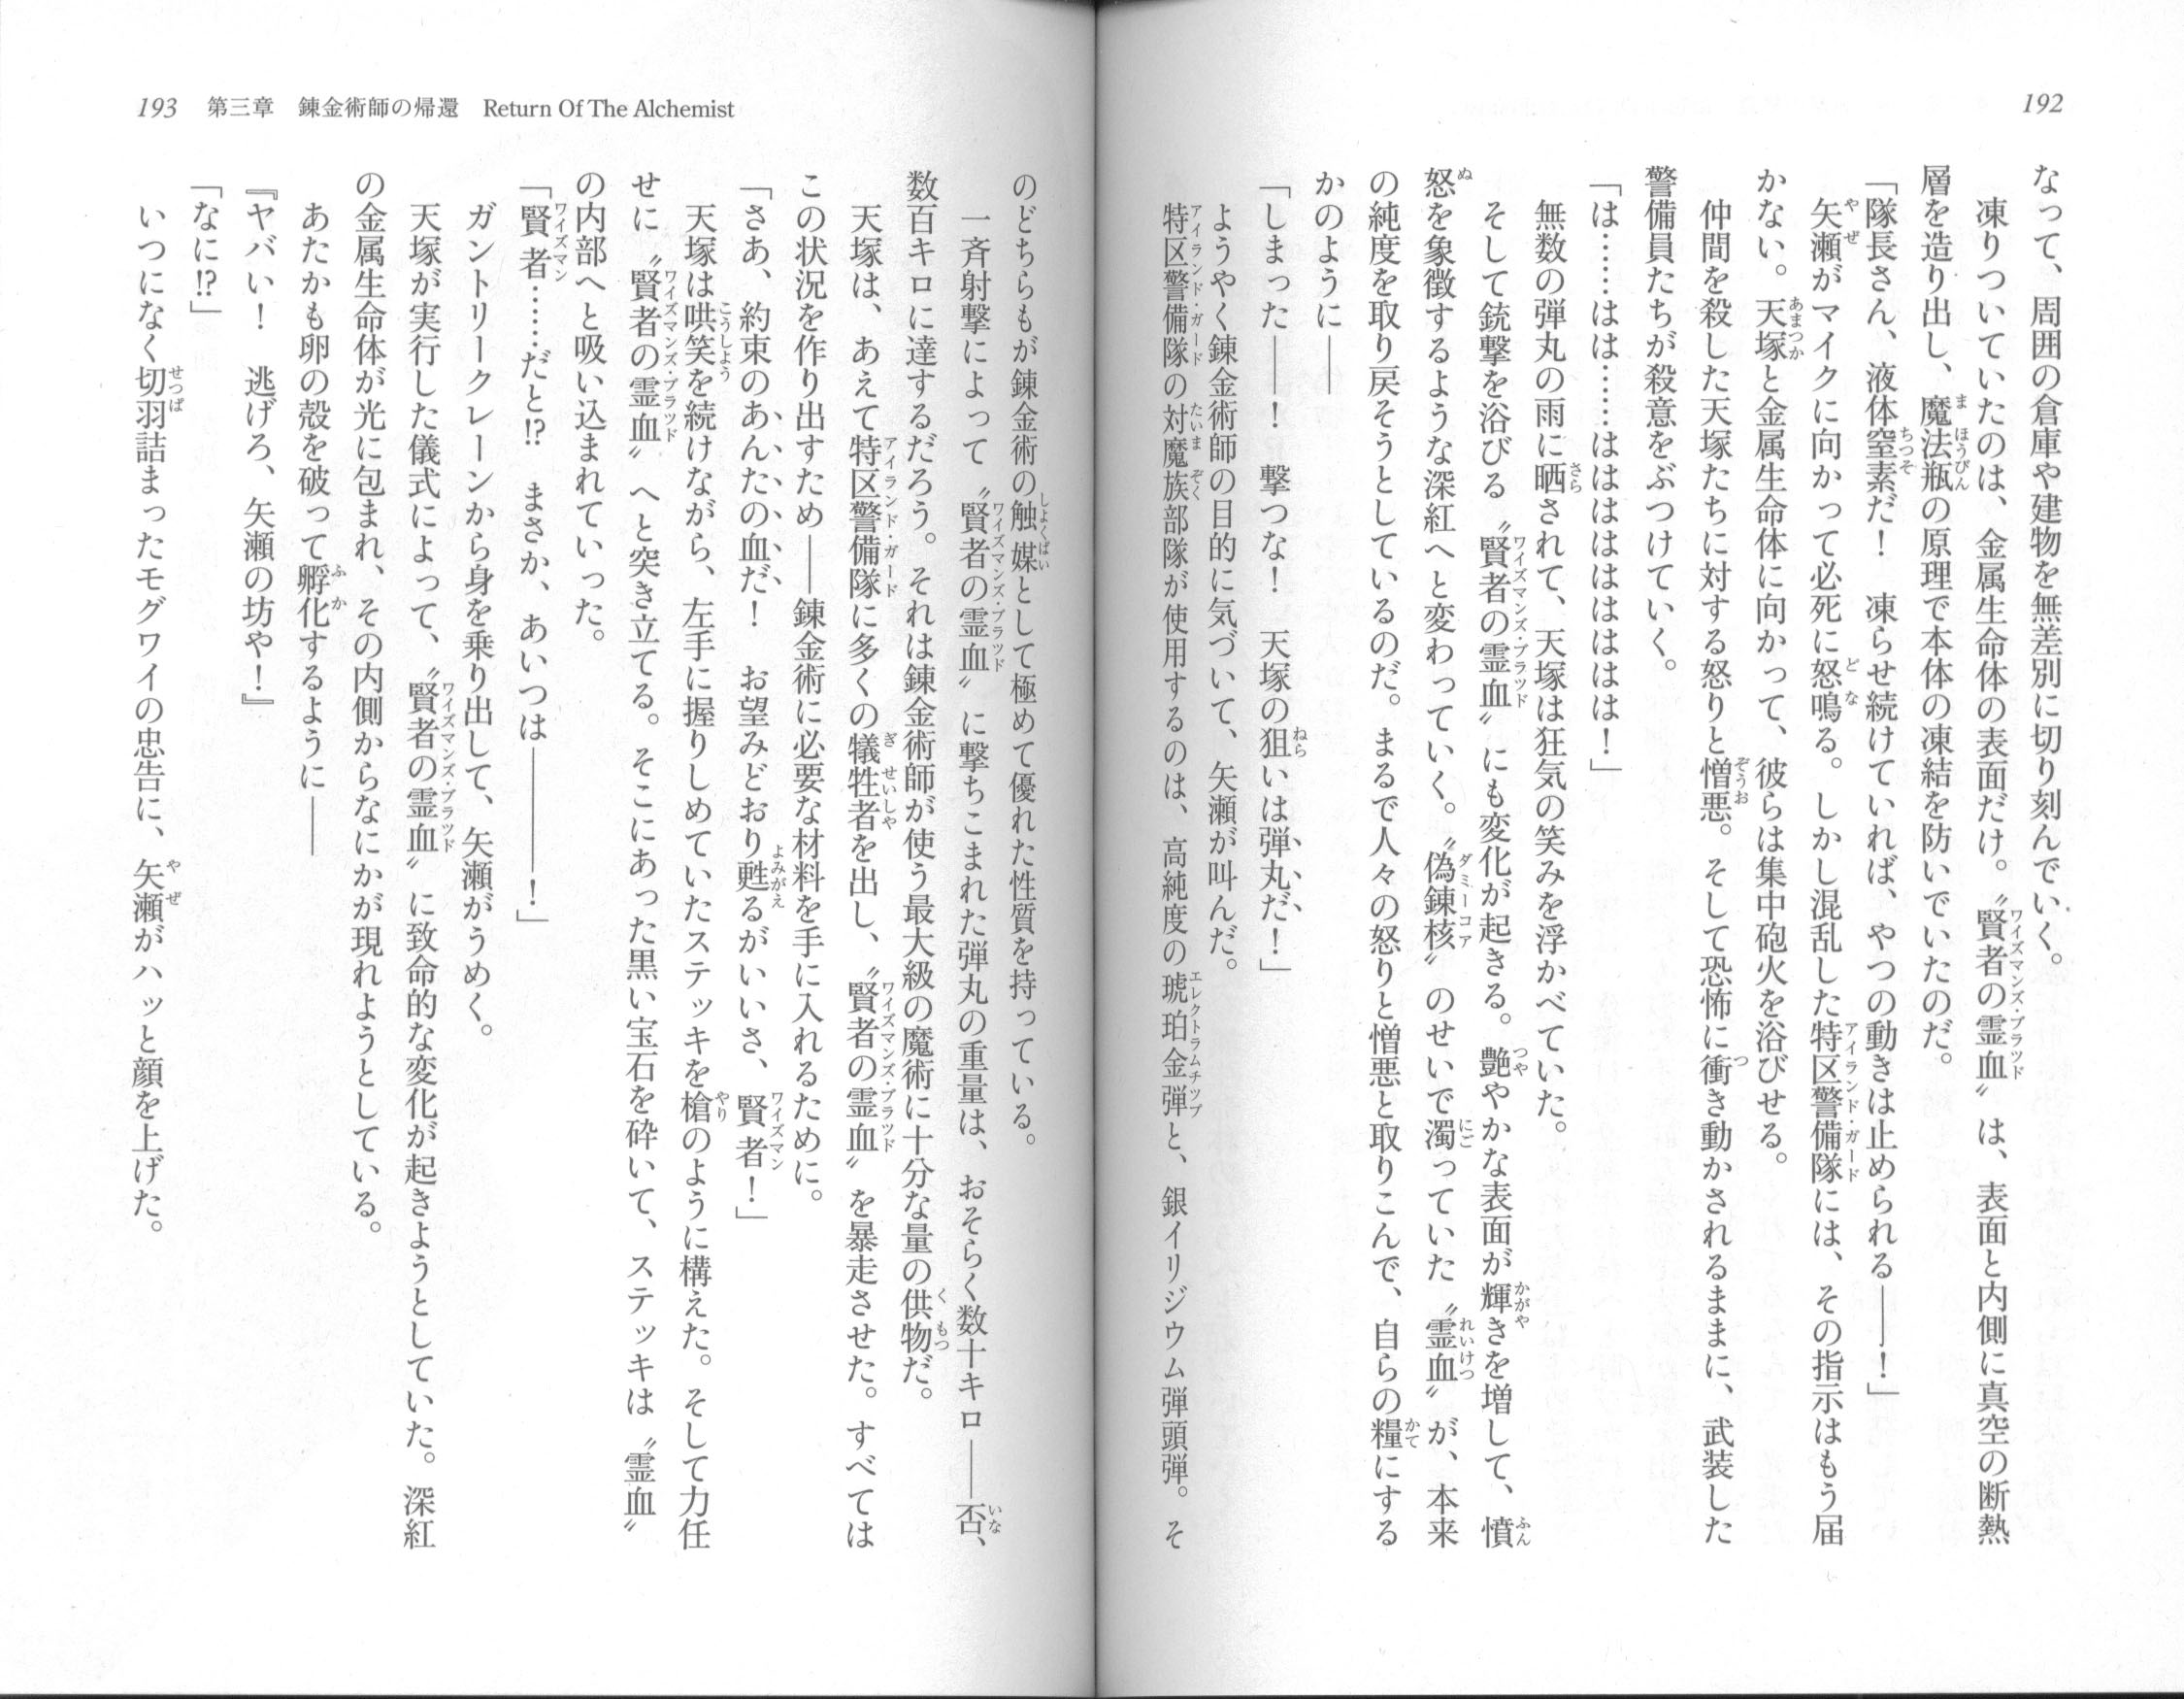 192
なって、周囲の倉庫や建物を無差別に切り刻んでいく。
凍りついていたのは、金属生命体の表面だけ。〝賢者の霊血〟は、表面と内側に真空の断熱
層を造り出し、魔法瓶の原理で本体の凍結を防いでいたのだ。
「隊長さん、液体窒素だ！　凍らせ続けていれば、やつの動きは止められる――！」
矢瀬がマイクに向かって必死に怒鳴る。しかし混乱した特区警備隊には、その指示はもう届
かない。天塚と金属生命体に向かって、彼らは集中砲火を浴びせる。
仲間を殺した天塚たちに対する怒りと憎悪。そして恐怖に衝き動かされるままに、武装した
警備員たちが殺意をぶつけていく。
「は……はは……はははははははははは！」
無数の弾丸の雨に晒されて、天塚は狂気の笑みを浮かべていた。
そして銃撃を浴びる〝賢者の霊血〟にも変化が起きる。艶やかな表面が輝きを増して、憤
怒を象徴するような深紅へと変わっていく。〝偽錬核〟のせいで濁っていた〝霊血〟が、本来
の純度を取り戻そうとしているのだ。まるで人々の怒りと憎悪と取りこんで、自らの糧にする
かのように――
「しまった――！　撃つな！　天塚の狙いは弾丸だ！」
ようやく錬金術師の目的に気づいて、矢瀬が叫んだ。
特区警備隊の対魔族部隊が使用するのは、高純度の琥珀金弾と、銀イリジウム弾頭弾。そ
193　第三章　錬金術師の帰還　Return Of The Alchemist
のどちらもが錬金術の触媒として極めて優れた性質を持っている。
一斉射撃によって〝賢者の霊血〟に撃ちこまれた弾丸の重量は、おそらく数十キロ――否、
数百キロに達するだろう。それは錬金術師が使う最大級の魔術に十分な量の供物だ。
天塚は、あえて特区警備隊に多くの犠牲者を出し、〝賢者の霊血〟を暴走させた。すべては
この状況を作り出すため――錬金術に必要な材料を手に入れるために。
「さあ、約束のあんたの血だ！　お望みどおり甦るがいいさ、賢者！」
天塚は哄笑を続けながら、左手に握りしめていたステッキを槍のように構えた。そして力任
せに〝賢者の霊血〟へと突き立てる。そこにあった黒い宝石を砕いて、ステッキは〝霊血〟
の内部へと吸い込まれていった。
「賢者……だと!?　まさか、あいつは――――！」
ガントリークレーンから身を乗り出して、矢瀬がうめく。
天塚が実行した儀式によって、〝賢者の霊血〟に致命的な変化が起きようとしていた。深紅
の金属生命体が光に包まれ、その内側からなにかが現れようとしている。
あたかも卵の殻を破って孵化するように――
『ヤバい！　逃げろ、矢瀬の坊や！』
「なに!?」
いつになく切羽詰まったモグワイの忠告に、矢瀬がハッと顔を上げた。